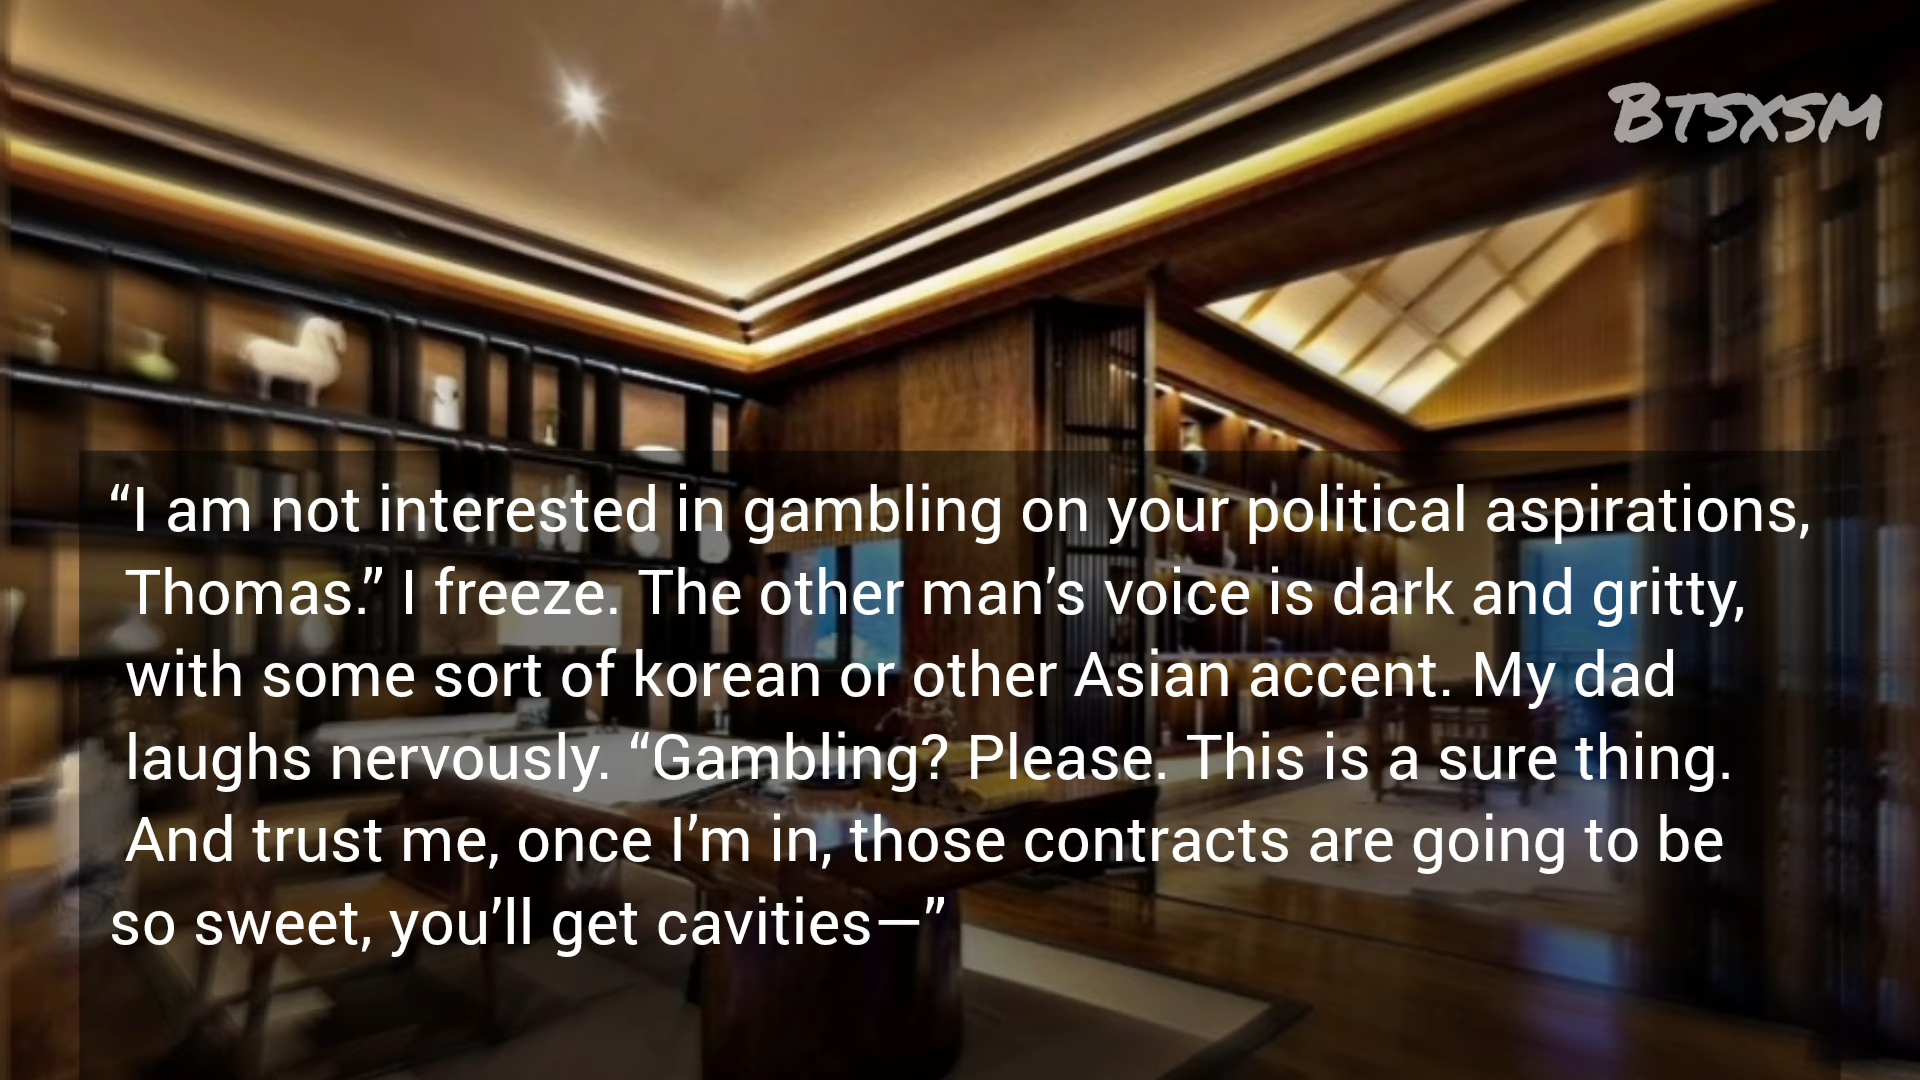 Btsxsm
“I am not interested in gambling on your political aspirations,
Thomas.” I freeze. The other man’s voice is dark and gritty,
with some sort of korean or other Asian accent. My dad
laughs nervously. “Gambling? Please. This is a sure thing.
And trust me, once I’m in, those contracts are going to be
so sweet, you’ll get cavities—”